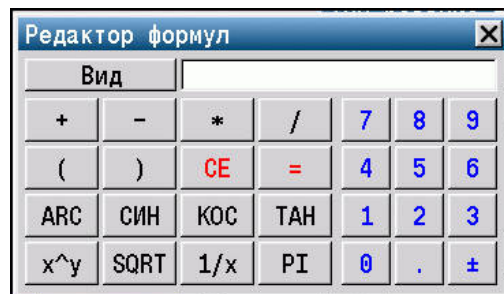 Редактор формул
Вид
+ - * / 7 8 9
( ) CE = 4 5 6
ARC СИН КОС ТАН 1 2 3
x^y SQRT 1/x PI 0 . ±